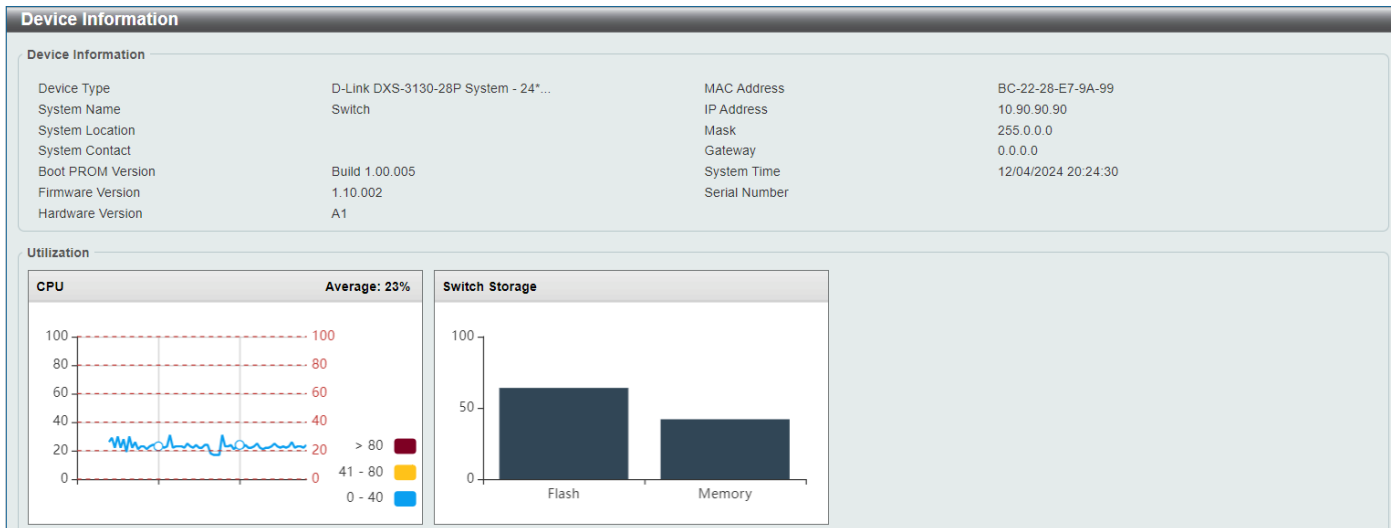 Device Information
Device Information
Device Type D-Link DXS-3130-28P System - 24*... MAC Address BC-22-28-E7-9A-99
System Name Switch IP Address 10.90.90.90
System Location Mask 255.0.0.0
System Contact Gateway 0.0.0.0
Boot PROM Version Build 1.00.005 System Time 12/04/2024 20:24:30
Firmware Version 1.10.002 Serial Number
Hardware Version A1
Utilization
CPU Average: 23%
100 100
80 80
60 60
40 40
20 20
0 0
> 80
41 - 80
0 - 40
Switch Storage
100
50
0
Flash Memory